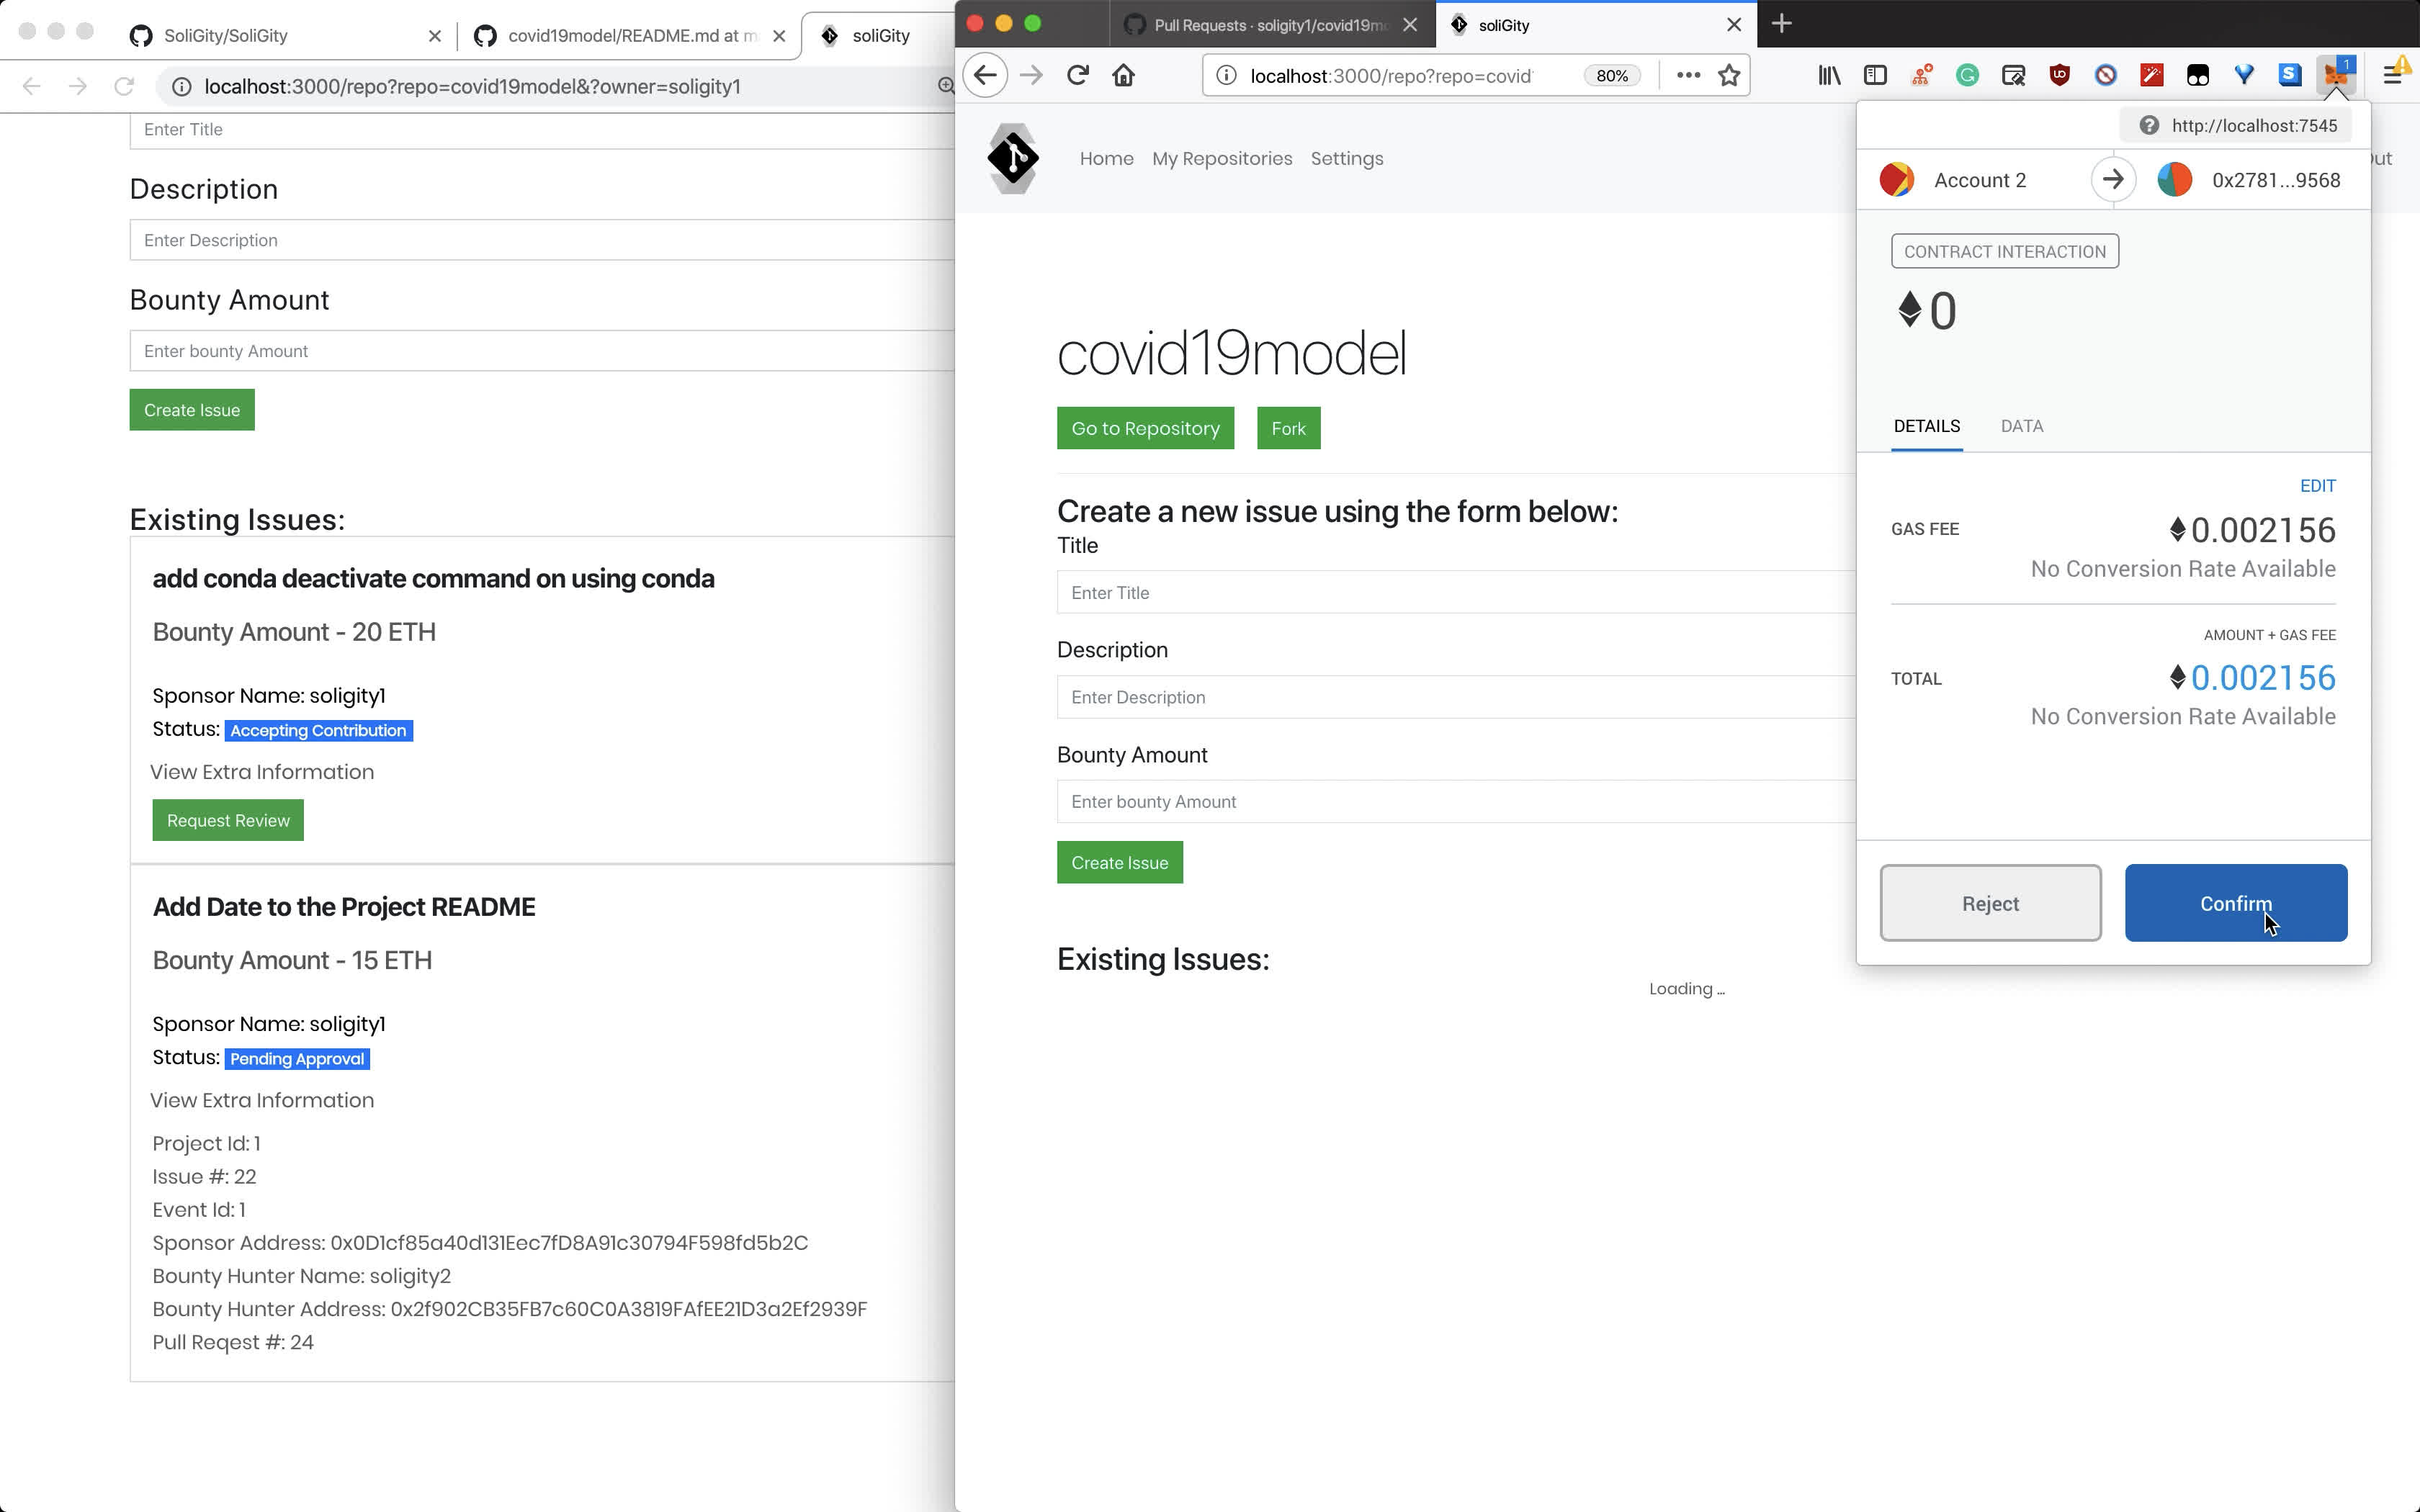 SoliGity/SoliGity
covid19model/README.md at m
soliGity
localhost:3000/repo?repo=covid19model&?owner=soligity1
Enter Title
Description
Enter Description
Bounty Amount
Enter bounty Amount
Create Issue
Existing Issues:
add conda deactivate command on using conda
Bounty Amount - 20 ETH
Sponsor Name: soligity1
Status: Accepting Contribution
View Extra Information
Request Review
Add Date to the Project README
Bounty Amount - 15 ETH
Sponsor Name: soligity1
Status: Pending Approval
View Extra Information
Project Id: 1
Issue #: 22
Event Id: 1
Sponsor Address: 0x0D1cf85a40d131Eec7fD8A91c30794F598fd5b2C
Bounty Hunter Name: soligity2
Bounty Hunter Address: 0x2f902CB35FB7c60C0A3819FAfEE21D3a2Ef2939F
Pull Reqest #: 24
Pull Requests · soligity1/covid19mo
soliGity
localhost:3000/repo?repo=covid
80%
1
Home My Repositories Settings
Out
covid19model
Go to Repository Fork
Create a new issue using the form below:
Title
Enter Title
Description
Enter Description
Bounty Amount
Enter bounty Amount
Create Issue
Existing Issues:
Loading ...
http://localhost:7545
Account 2
0x2781...9568
CONTRACT INTERACTION
0
DETAILS DATA
EDIT
GAS FEE 0.002156
No Conversion Rate Available
AMOUNT + GAS FEE
TOTAL 0.002156
No Conversion Rate Available
Reject Confirm